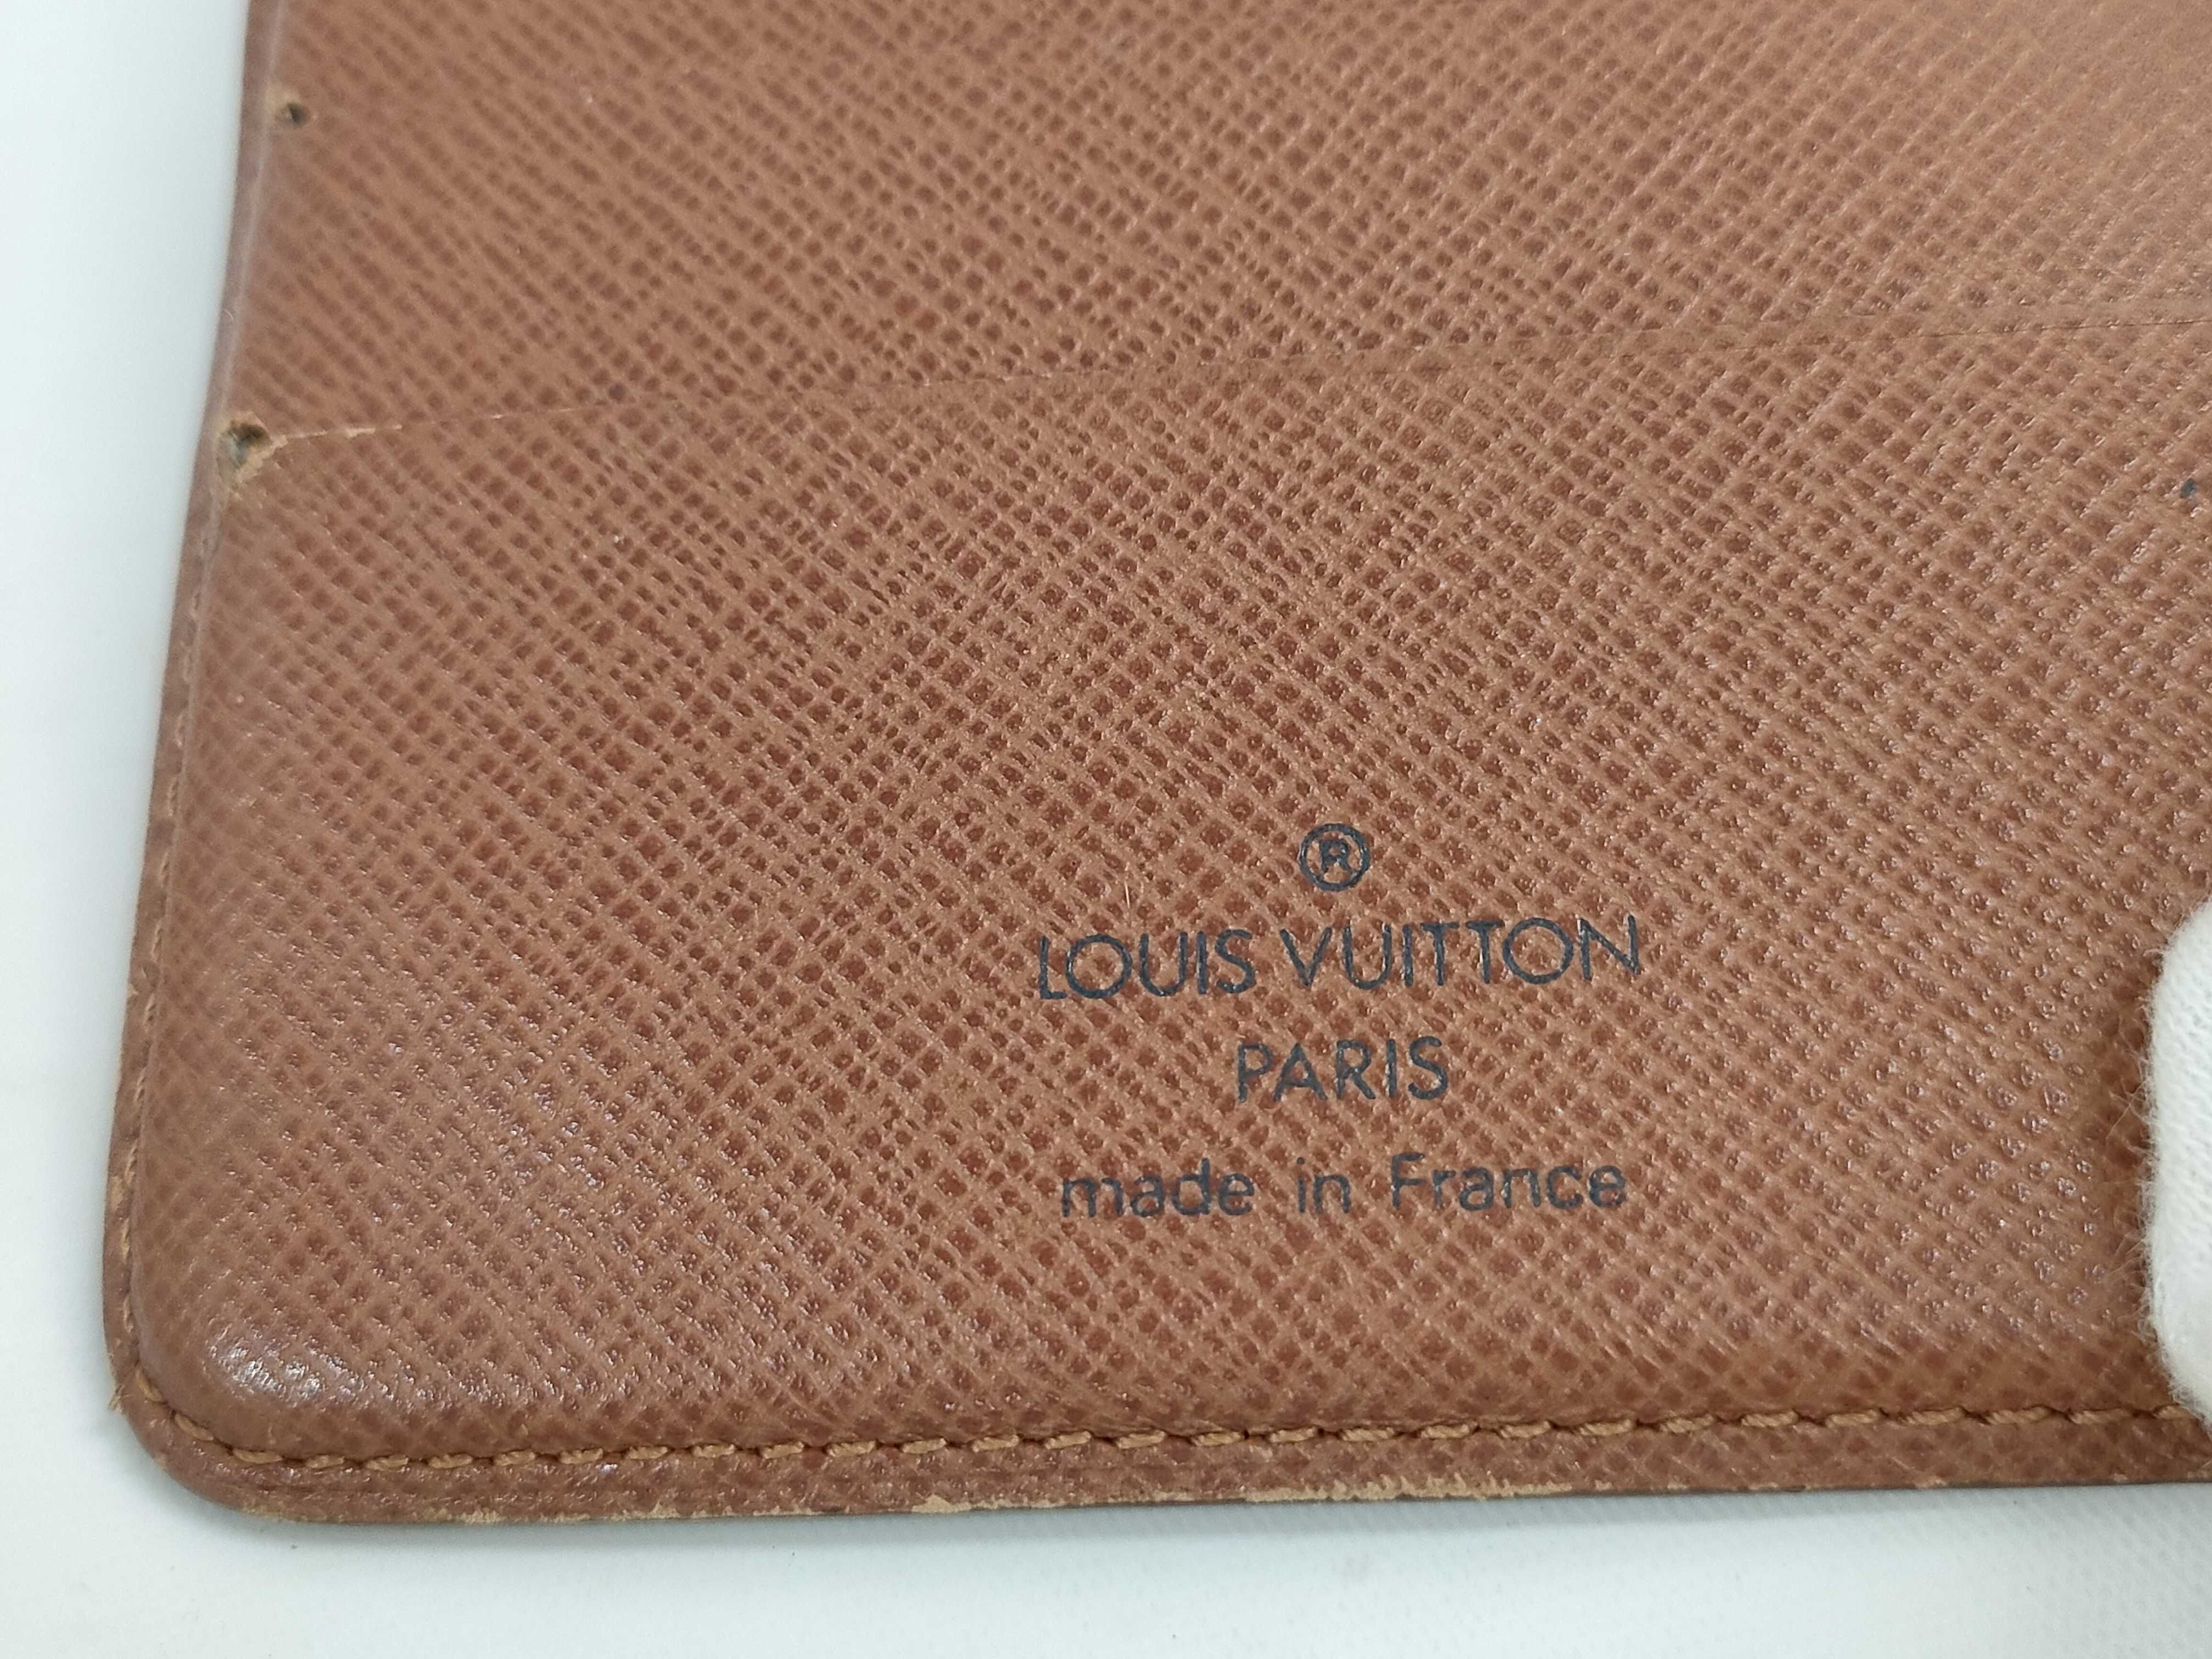 ®
LOUIS VUITTON
PARIS
made in France